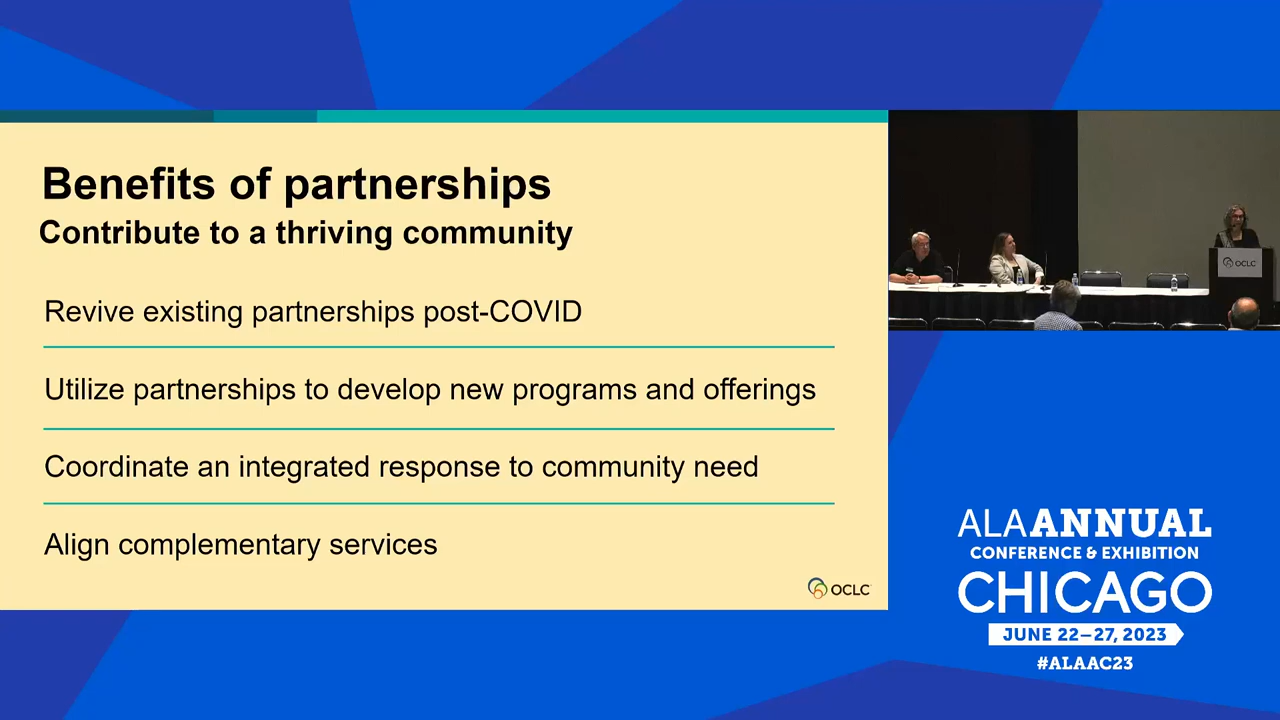 Benefits of partnerships
Contribute to a thriving community
Revive existing partnerships post-COVID
Utilize partnerships to develop new programs and offerings
Coordinate an integrated response to community need
Align complementary services
OCLC
OCLC
ALAANNUAL
CONFERENCE & EXHIBITION
CHICAGO
JUNE 22–27, 2023
#ALAAC23